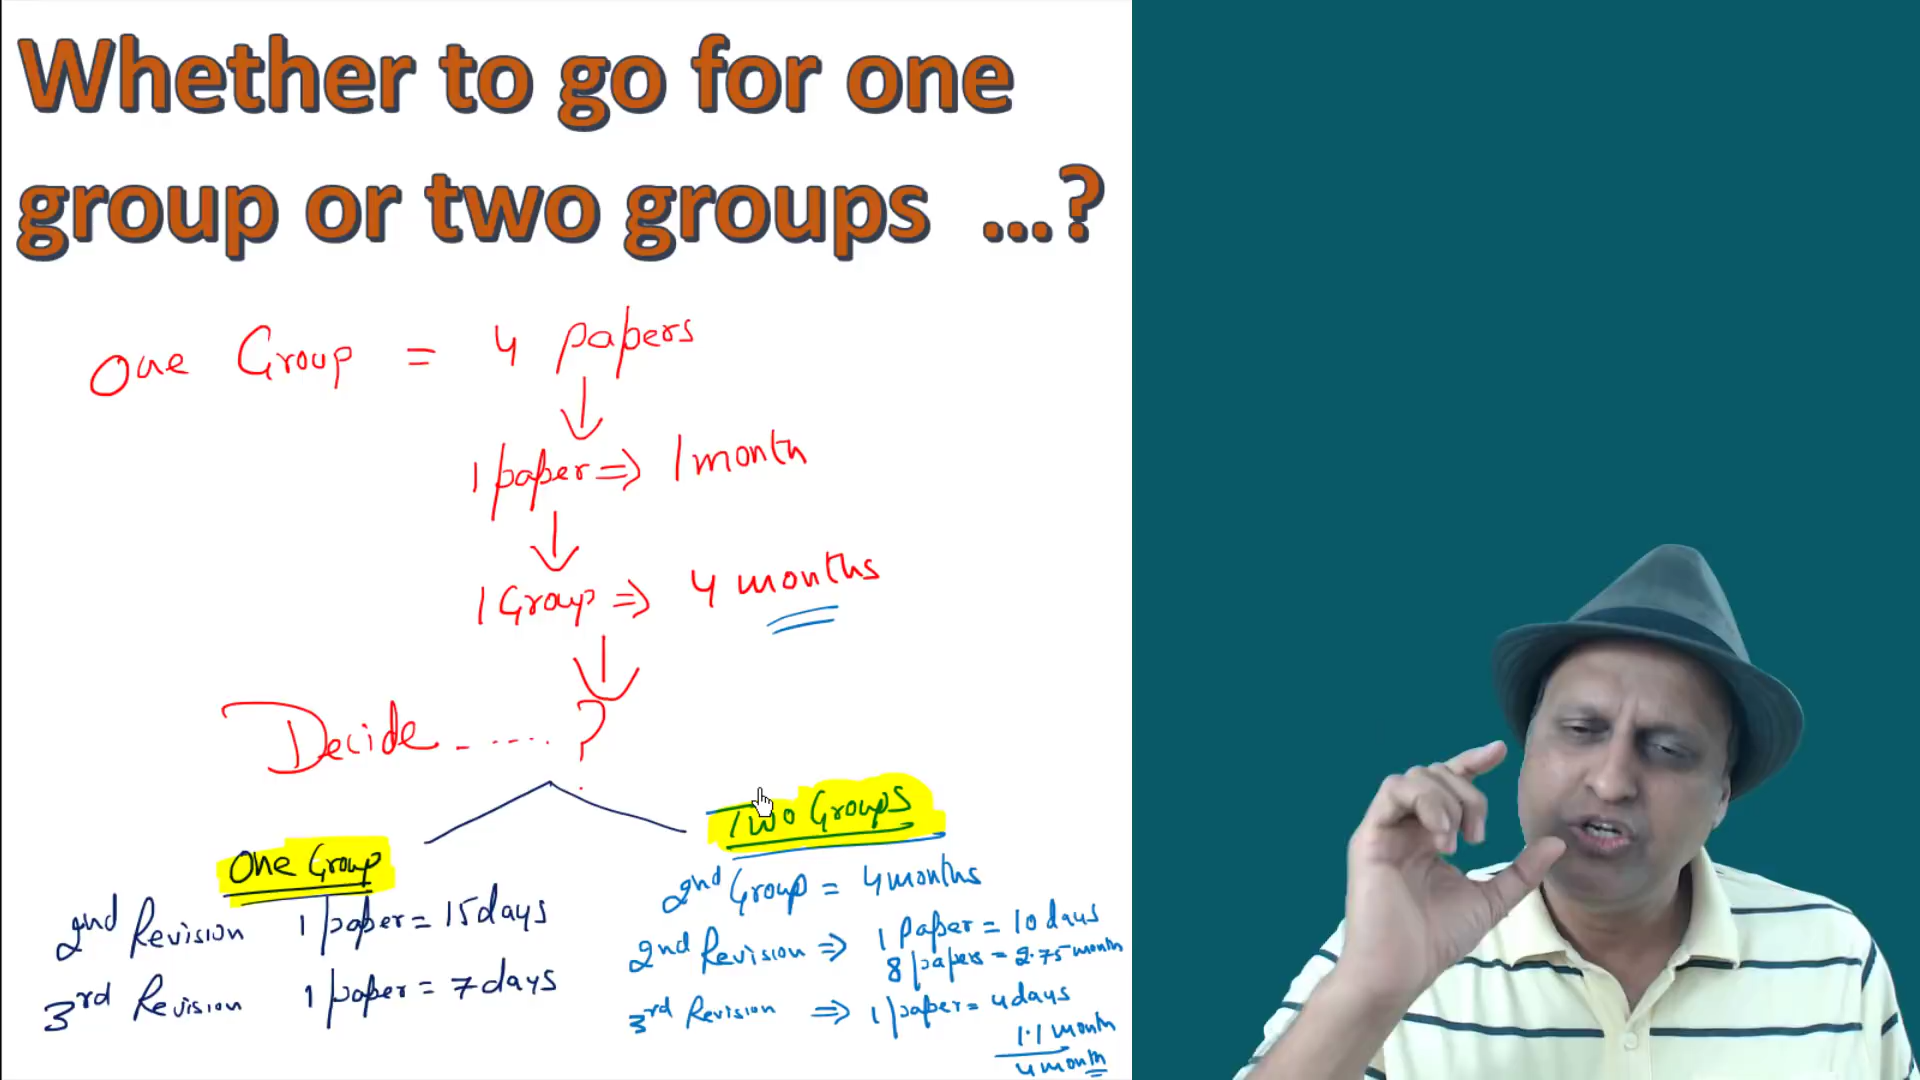 Whether to go for one
group or two groups ...?
One Group = 4 papers
1 paper ⇒ 1 month
1 Group ⇒ 4 months
Decide ......?
One Group
2nd Revision 1 paper = 15 days
3rd Revision 1 paper = 7 days
Two Groups
2nd Group = 4 months
2nd Revision ⇒ 1 Paper = 10 days
8 papers = 2.75 month
3rd Revision ⇒ 1 paper = 4 days
1.1 month
4 month